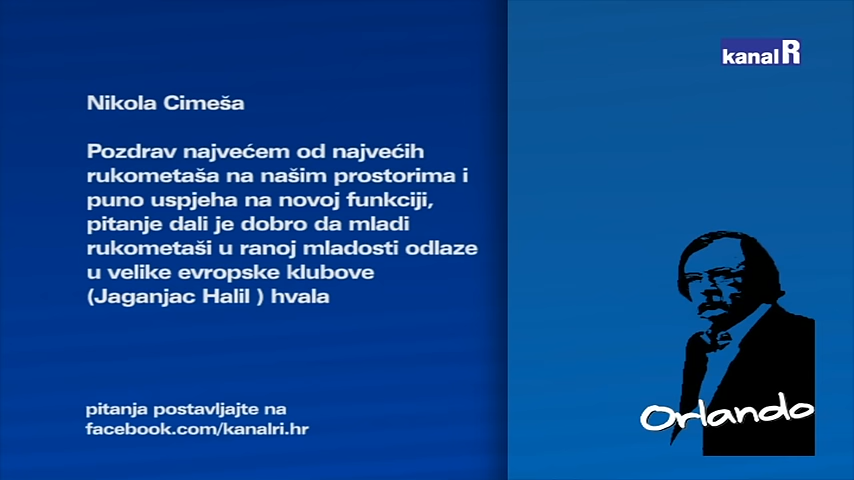 kanal R
Nikola Cimeša
Pozdrav najvećem od najvećih
rukometaša na našim prostorima i
puno uspjeha na novoj funkciji,
pitanje dali je dobro da mladi
rukometaši u ranoj mladosti odlaze
u velike evropske klubove
(Jaganjac Halil ) hvala
pitanja postavljajte na
facebook.com/kanalri.hr
Orlando